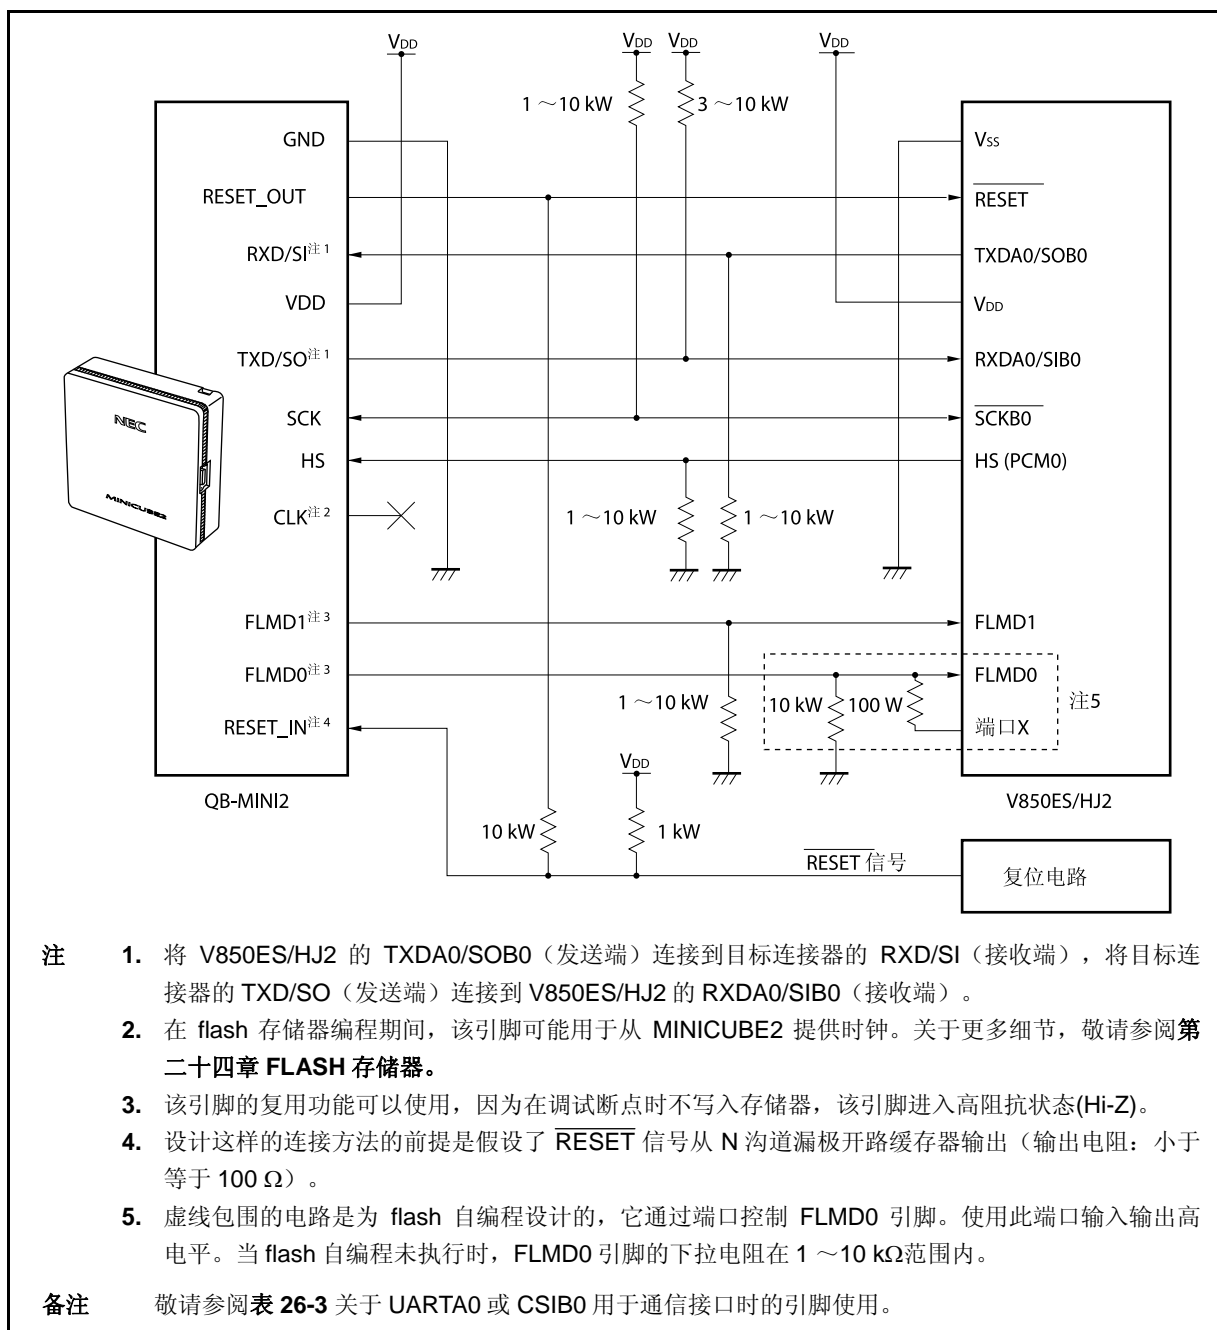 VDD VDD VDD VDD
1 ～10 kW 3 ～10 kW
GND VSS
RESET_OUT RESET
RXD/SI注 1 TXDA0/SOB0
VDD VDD
TXD/SO注 1 RXDA0/SIB0
SCK SCKB0
NEC
HS HS (PCM0)
MINICUBE2
CLK注 2 1 ～10 kW 1 ～10 kW
FLMD1注 3 FLMD1
FLMD0注 3 FLMD0
1 ～10 kW 10 kW 100 W 注5
RESET_IN注 4 端口X
VDD
QB-MINI2 V850ES/HJ2
10 kW 1 kW
RESET 信号 复位电路
注 1. 将 V850ES/HJ2 的 TXDA0/SOB0（发送端）连接到目标连接器的 RXD/SI（接收端），将目标连
接器的 TXD/SO（发送端）连接到 V850ES/HJ2 的 RXDA0/SIB0（接收端）。
2. 在 flash 存储器编程期间，该引脚可能用于从 MINICUBE2 提供时钟。关于更多细节，敬请参阅第
二十四章 FLASH 存储器。
3. 该引脚的复用功能可以使用，因为在调试断点时不写入存储器，该引脚进入高阻抗状态(Hi-Z)。
4. 设计这样的连接方法的前提是假设了 RESET 信号从 N 沟道漏极开路缓存器输出（输出电阻：小于
等于 100 Ω）。
5. 虚线包围的电路是为 flash 自编程设计的，它通过端口控制 FLMD0 引脚。使用此端口输入输出高
电平。当 flash 自编程未执行时，FLMD0 引脚的下拉电阻在 1 ～10 kΩ范围内。
备注 敬请参阅表 26-3 关于 UARTA0 或 CSIB0 用于通信接口时的引脚使用。